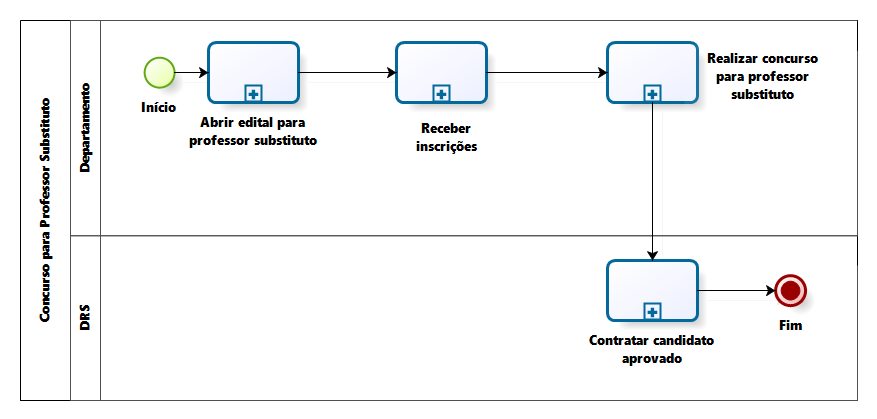 Concurso para Professor Substituto
Departamento
Início
Abrir edital para
professor substituto
Receber
inscrições
Realizar concurso
para professor
substituto
DRS
Contratar candidato
aprovado
Fim